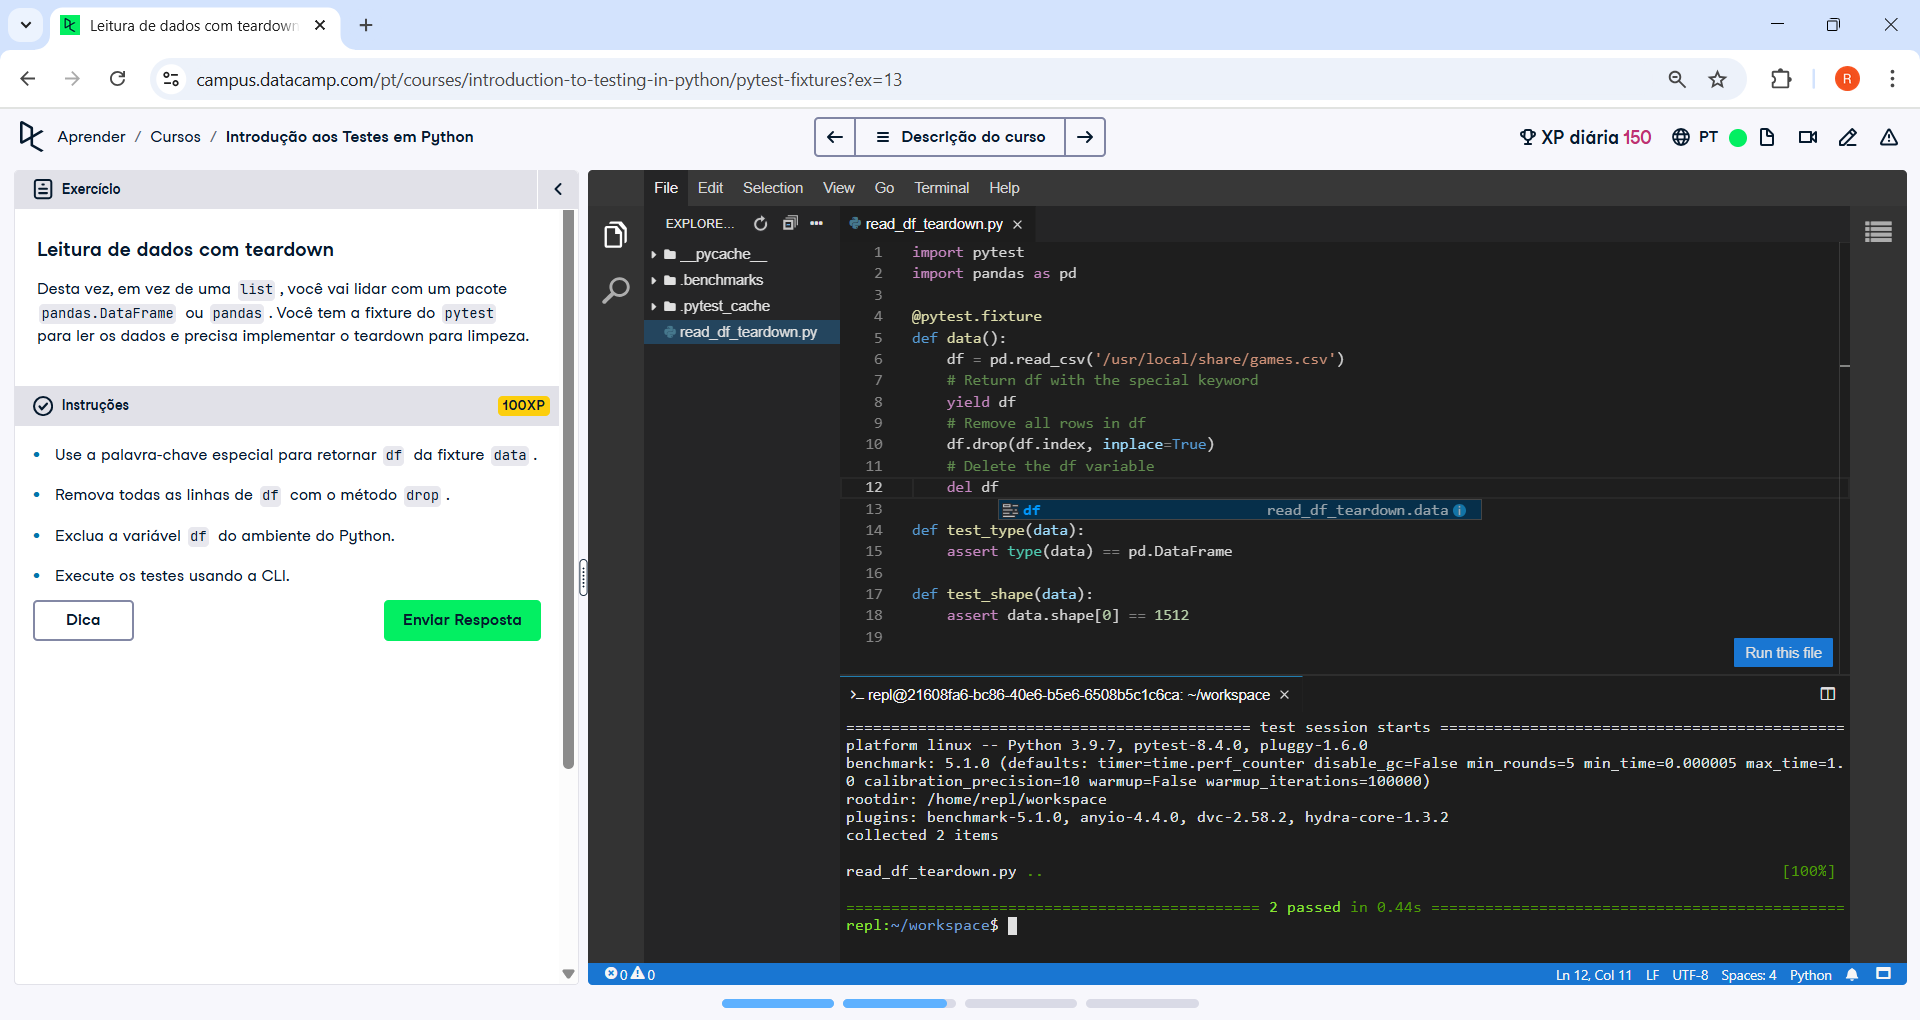 Leitura de dados com teardown
campus.datacamp.com/pt/courses/introduction-to-testing-in-python/pytest-fixtures?ex=13
R
Aprender / Cursos / Introdução aos Testes em Python
Descrição do curso
XP diária 150
PT
Exercício
Leitura de dados com teardown
Desta vez, em vez de uma list , você vai lidar com um pacote
pandas.DataFrame ou pandas . Você tem a fixture do pytest
para ler os dados e precisa implementar o teardown para limpeza.
Instruções
100XP
• Use a palavra-chave especial para retornar df da fixture data .
• Remova todas as linhas de df com o método drop .
• Exclua a variável df do ambiente do Python.
• Execute os testes usando a CLI.
Dica
Enviar Resposta
File Edit Selection View Go Terminal Help
EXPLORE...
__pycache__
.benchmarks
.pytest_cache
read_df_teardown.py
read_df_teardown.py
1 import pytest
2 import pandas as pd
3
4 @pytest.fixture
5 def data():
6     df = pd.read_csv('/usr/local/share/games.csv')
7     # Return df with the special keyword
8     yield df
9     # Remove all rows in df
10     df.drop(df.index, inplace=True)
11     # Delete the df variable
12     del df
df read_df_teardown.data
13
14 def test_type(data):
15     assert type(data) == pd.DataFrame
16
17 def test_shape(data):
18     assert data.shape[0] == 1512
19
Run this file
>_ repl@21608fa6-bc86-40e6-b5e6-6508b5c1c6ca: ~/workspace
============================================= test session starts =============================================
platform linux -- Python 3.9.7, pytest-8.4.0, pluggy-1.6.0
benchmark: 5.1.0 (defaults: timer=time.perf_counter disable_gc=False min_rounds=5 min_time=0.000005 max_time=1.
0 calibration_precision=10 warmup=False warmup_iterations=100000)
rootdir: /home/repl/workspace
plugins: benchmark-5.1.0, anyio-4.4.0, dvc-2.58.2, hydra-core-1.3.2
collected 2 items
read_df_teardown.py .. [100%]
============================================== 2 passed in 0.44s ==============================================
repl:~/workspace$
0 0
Ln 12, Col 11 LF UTF-8 Spaces: 4 Python